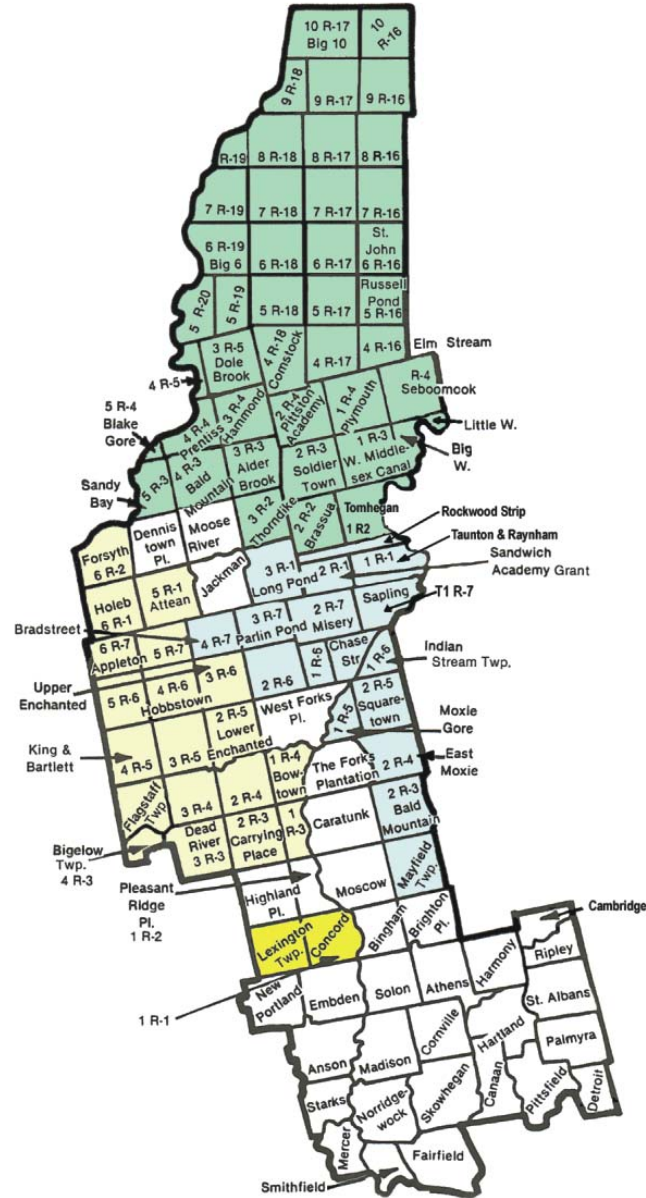 10 R-17
Big 10
10
R-16
9 R-18
9 R-17
9 R-16
R-19
8 R-18
8 R-17
8 R-16
7 R-19
7 R-18
7 R-17
7 R-16
6 R-19
Big 6
6 R-18
6 R-17
St.
John
6 R-16
5 R-20
5 R-19
5 R-18
5 R-17
Russell
Pond
5 R-16
4 R-5
3 R-5
Dole
Brook
4 R-18
Comstock
4 R-17
4 R-16
Elm Stream
R-4
Seboomcook
5 R-4
Blake
Gore
4 R-4
Prentiss
3 R-4
Hammond
2 R-4
Pittston
Academy
1 R-4
Plymouth
Little W.
Sandy
Bay
5 R-3
4 R-3
Bald
Mountain
3 R-3
Alder
Brook
2 R-3
Soldier
Town
1 R-3
W. Middle-
sex Canal
Big
W.
3 R-2
Thorndike
2 R-2
Brassua
Tomhegan
1 R2
Rockwood Strip
Forsyth
6 R-2
Dennis
town
Pl.
Moose
River
Taunton & Raynham
Jackman
3 R-1
Long Pond
2 R-1
1 R-1
Sandwich
Academy Grant
Holeb
6 R-1
5 R-1
Attean
Bradstreet
4 R-7
3 R-7
Parlin Pond
2 R-7
Misery
Sapling
T1 R-7
6 R-7
Appleton
5 R-7
Upper
Enchanted
5 R-6
4 R-6
Hobbstown
3 R-6
2 R-6
1 R-6
Chase
Str.
1 R-6
Indian
Stream Twp.
West Forks
Pl.
1 R-5
2 R-5
Square-
town
Moxie
Gore
King &
Bartlett
4 R-5
3 R-5
2 R-5
Lower
Enchanted
1 R-4
Bow-
town
The Forks
Plantation
2 R-4
East
Moxie
Flagstaff
Twp
3 R-4
2 R-4
2 R-3
Bald
Mountain
Bigelow
Twp.
4 R-3
Dead
River
3 R-3
2 R-3
Carrying
Place
1
R-3
Caratunk
Pleasant
Ridge
Pl.
1 R-2
Highland
Pl.
Moscow
Mayfield
Twp.
Lexington
Twp.
Concord
Bingham
Brighton
Pl.
Cambridge
1 R-1
New
Portland
Embden
Solon
Athens
Harmony
Ripley
St. Albans
Anson
Madison
Cornville
Hartland
Palmyra
Starks
Norridge-
wock
Skowhegan
Canaan
Pittsfield
Detroit
Mercer
Smithfield
Fairfield